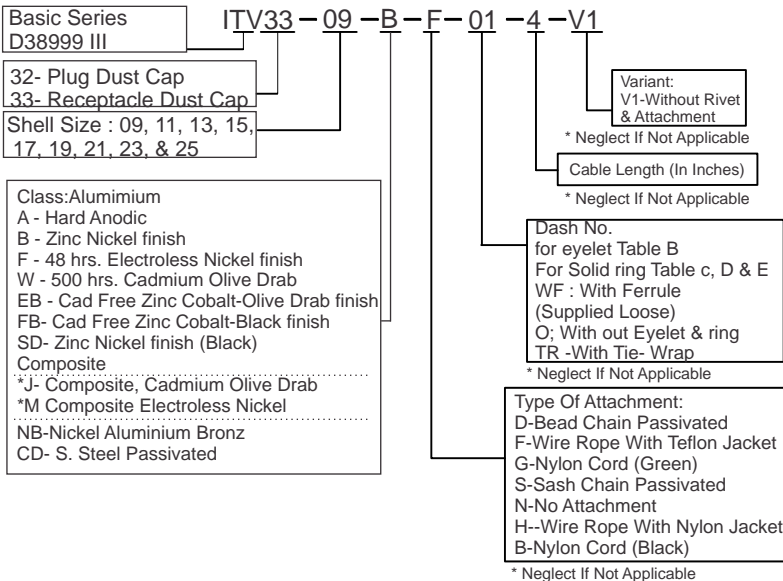 Basic Series
D38999 III
ITV33-09-B-F-01-4-V1
32- Plug Dust Cap
33- Receptacle Dust Cap
Shell Size : 09, 11, 13, 15,
17, 19, 21, 23, & 25
Class:Alumimium
A - Hard Anodic
B - Zinc Nickel finish
F - 48 hrs. Electroless Nickel finish
W - 500 hrs. Cadmium Olive Drab
EB - Cad Free Zinc Cobalt-Olive Drab finish
FB- Cad Free Zinc Cobalt-Black finish
SD- Zinc Nickel finish (Black)
Composite
*J- Composite, Cadmium Olive Drab
*M Composite Electroless Nickel
NB-Nickel Aluminium Bronz
CD- S. Steel Passivated
Variant:
V1-Without Rivet
& Attachment
* Neglect If Not Applicable
Cable Length (In Inches)
* Neglect If Not Applicable
Dash No.
for eyelet Table B
For Solid ring Table c, D & E
WF : With Ferrule
(Supplied Loose)
O; With out Eyelet & ring
TR -With Tie- Wrap
* Neglect If Not Applicable
Type Of Attachment:
D-Bead Chain Passivated
F-Wire Rope With Teflon Jacket
G-Nylon Cord (Green)
S-Sash Chain Passivated
N-No Attachment
H--Wire Rope With Nylon Jacket
B-Nylon Cord (Black)
* Neglect If Not Applicable